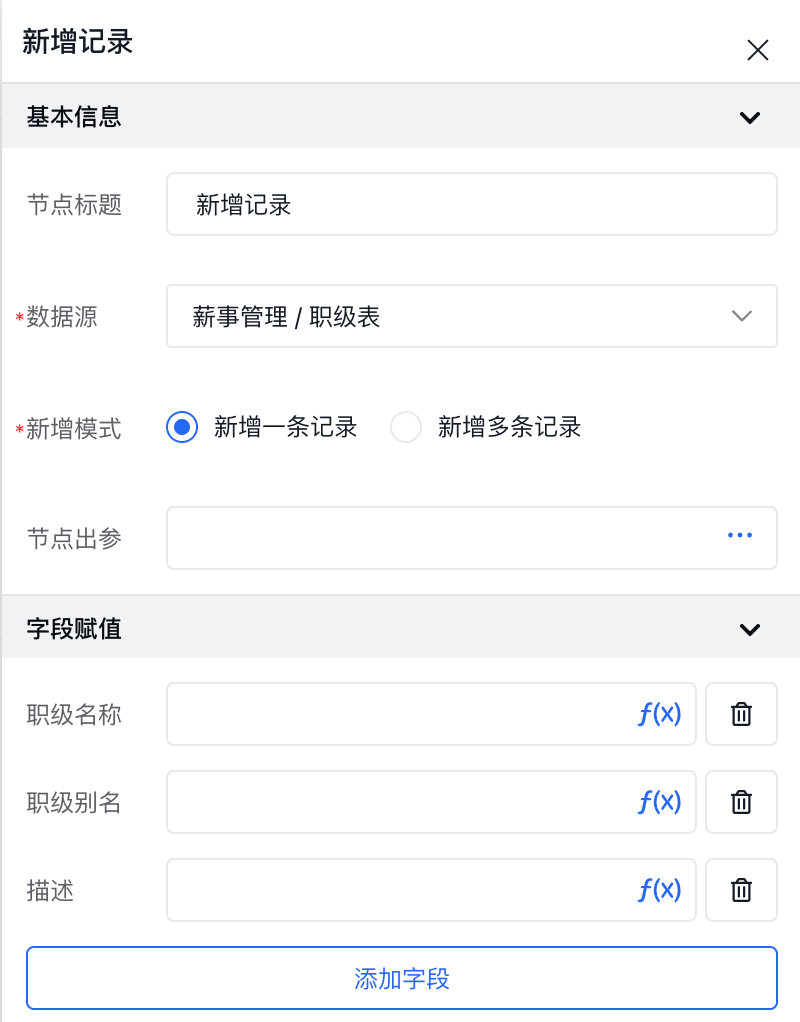 新增记录
基本信息
节点标题
新增记录
*数据源
薪事管理 / 职级表
*新增模式
新增一条记录
新增多条记录
节点出参
...
字段赋值
职级名称
f(x)
职级别名
f(x)
描述
f(x)
添加字段